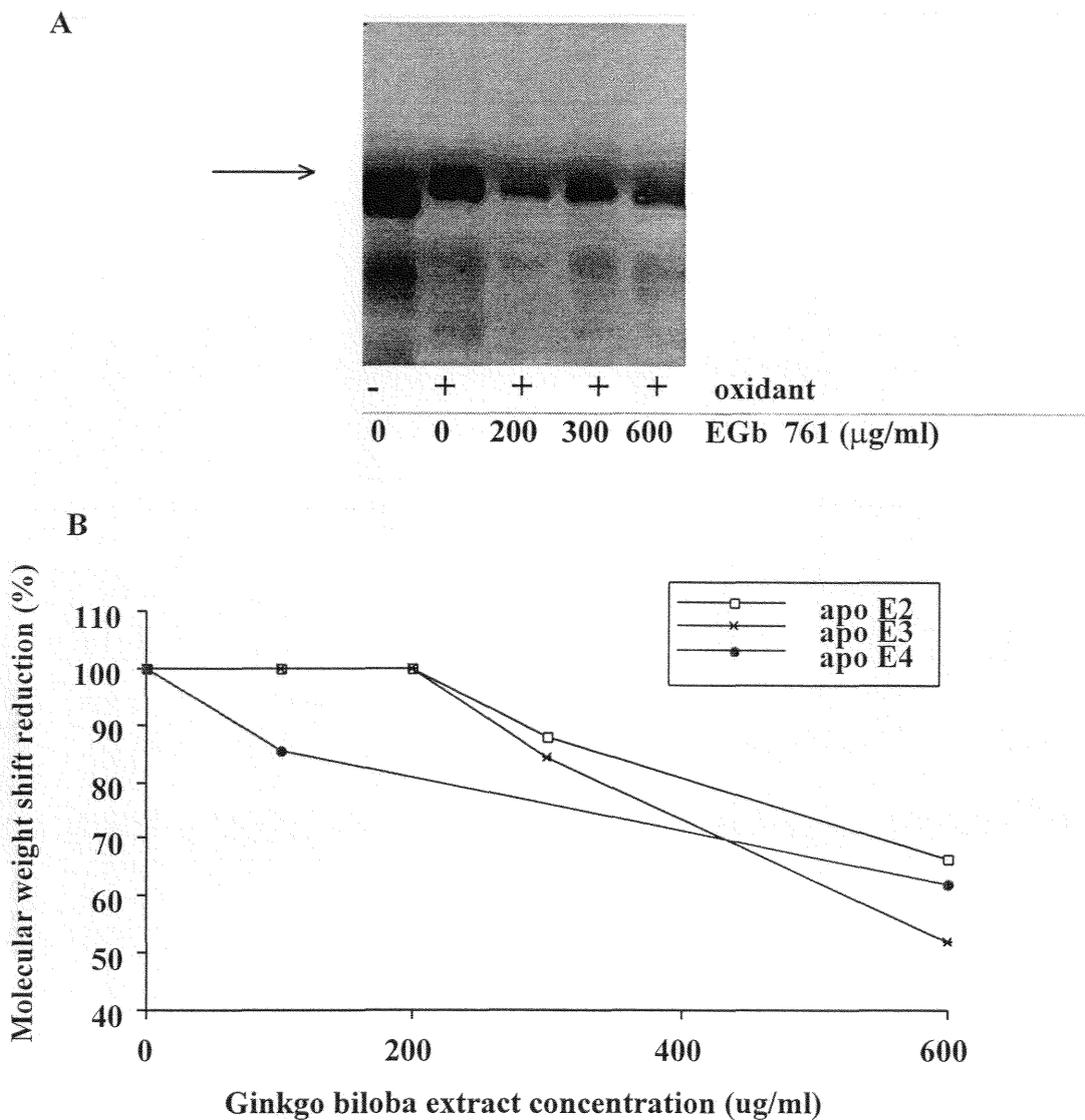 A
- + + + + oxidant
0 0 200 300 600 EGb 761 (μg/ml)
B
Molecular weight shift reduction (%)
110
100
90
80
70
60
50
40
0 200 400 600
apo E2
apo E3
apo E4
Ginkgo biloba extract concentration (ug/ml)